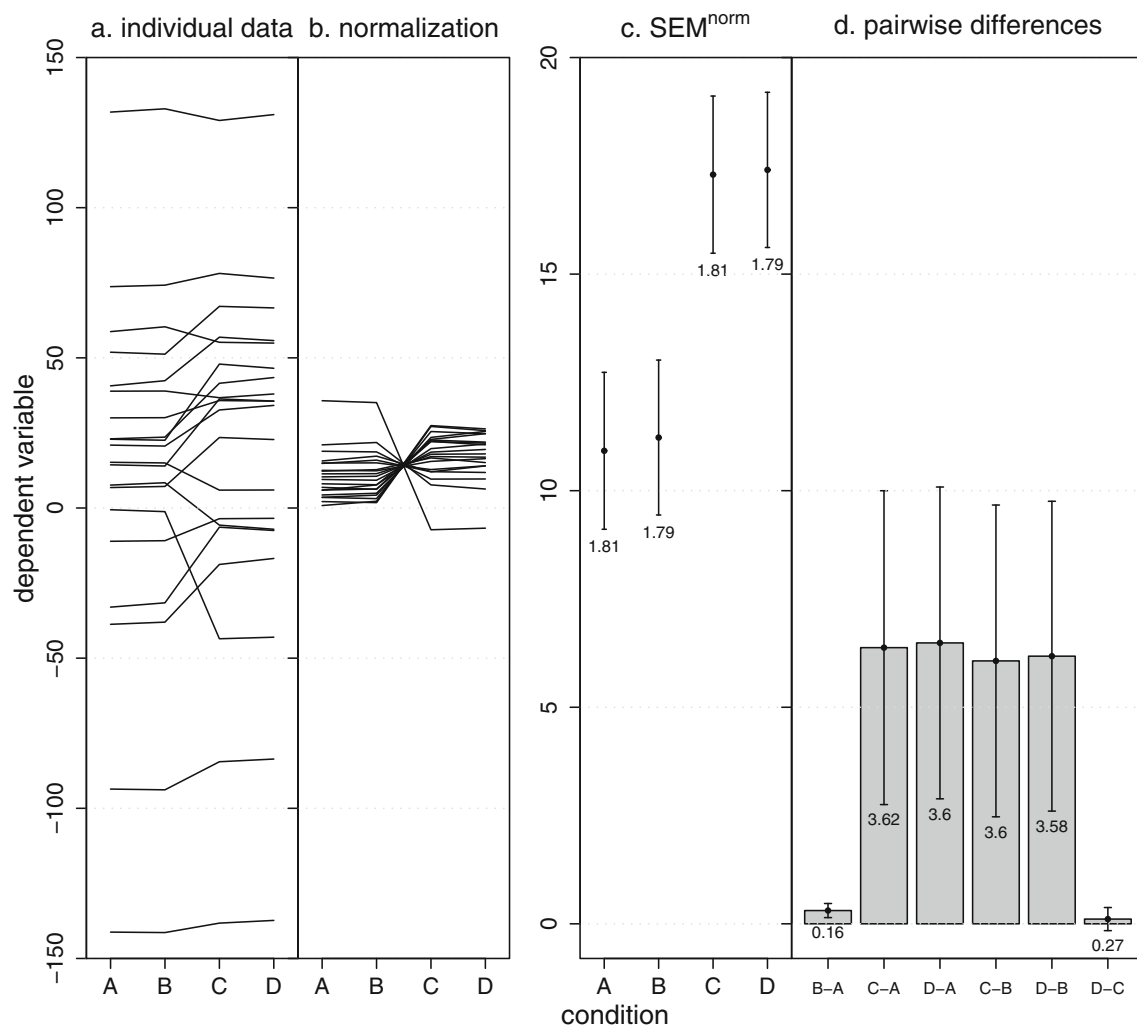 a. individual data
b. normalization
c. SEM^norm
d. pairwise differences
dependent variable
150
100
50
0
−50
−100
−150
A B C D
A B C D
20
15
10
5
0
1.81
1.79
1.81
1.79
A B C D
0.16
3.62
3.6
3.6
3.58
0.27
B−A C−A D−A C−B D−B D−C
condition